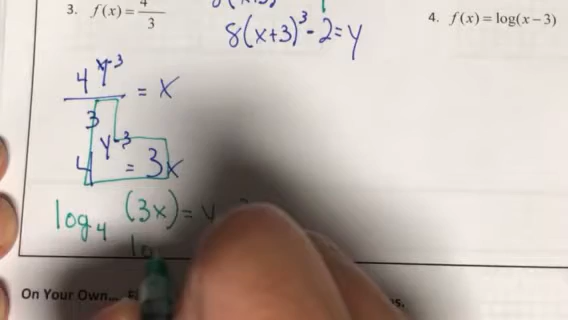 3. f(x) = 4 / 3
8(x+3)³ - 2 = y
4. f(x) = log(x - 3)
4^(y-3) / 3 = x
4^(y-3) = 3x
log₄ (3x) =
lo
On Your Own...